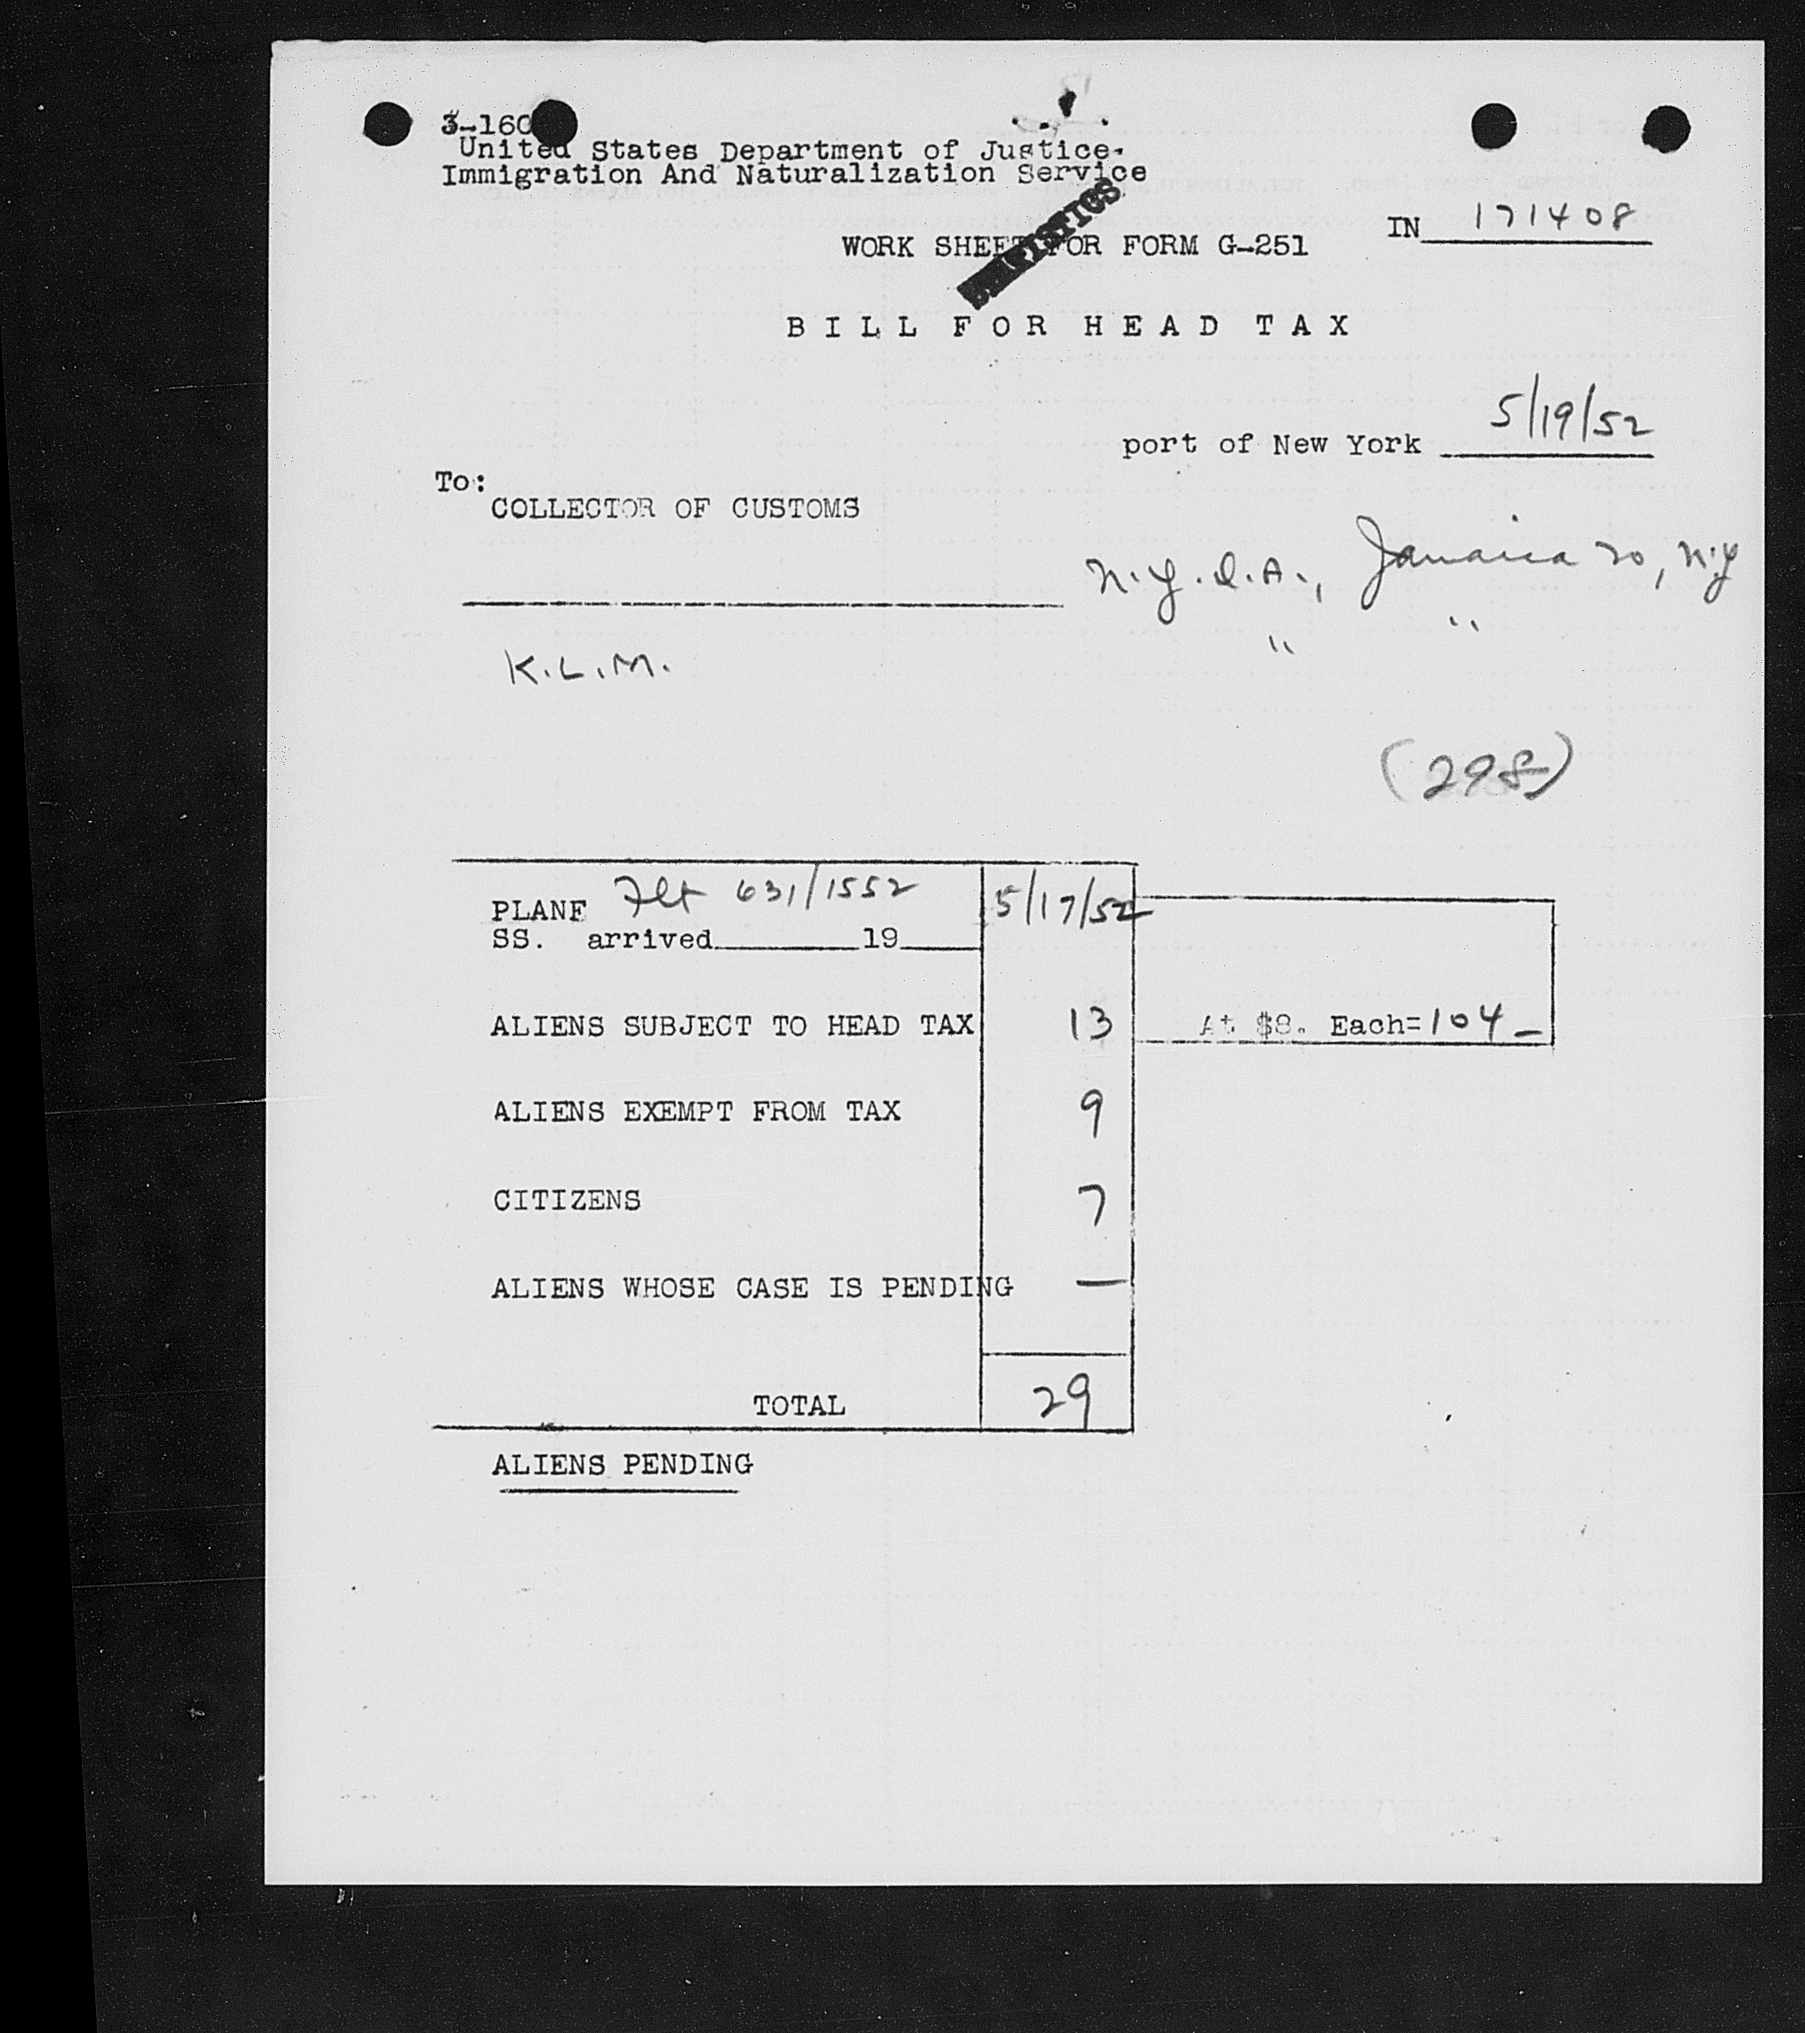 3-160
United States Department of Justice.
Immigration And Naturalization Service
STATISTICS
IN 171408
WORK SHEET FOR FORM G-251
BILL FOR HEAD TAX
port of New York 5/19/52
To:
COLLECTOR OF CUSTOMS
N.Y.I.A., Jamaica 20, N.Y
" "
K.L.M.
(298)
PLANE Flt 631/1552 5/17/52
SS. arrived 19
ALIENS SUBJECT TO HEAD TAX 13 At $8. Each=104 —
ALIENS EXEMPT FROM TAX 9
CITIZENS 7
ALIENS WHOSE CASE IS PENDING —
TOTAL 29
ALIENS PENDING